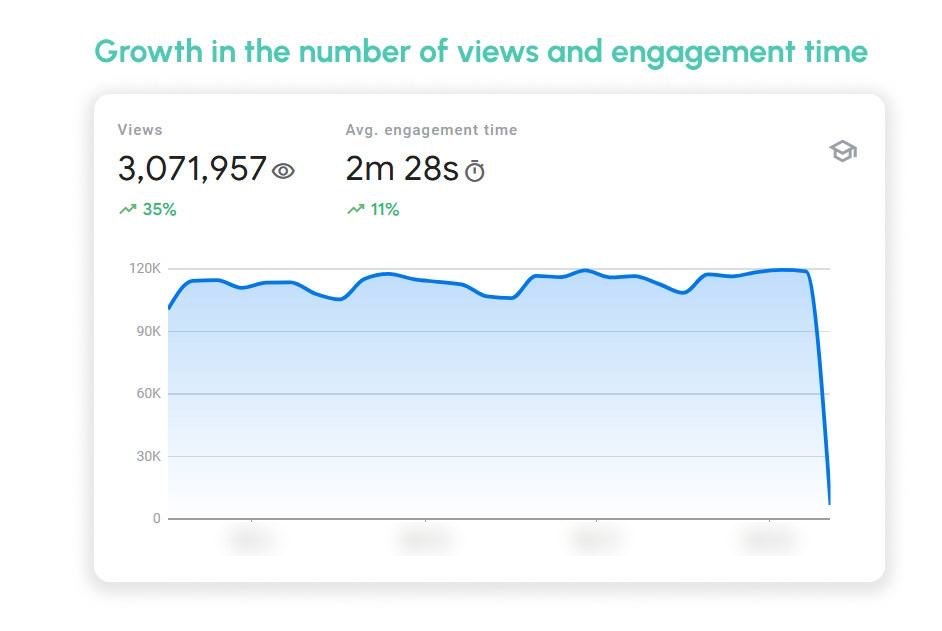 Growth in the number of views and engagement time
Views
Avg. engagement time
3,071,957
2m 28s
35%
11%
120K
90K
60K
30K
0